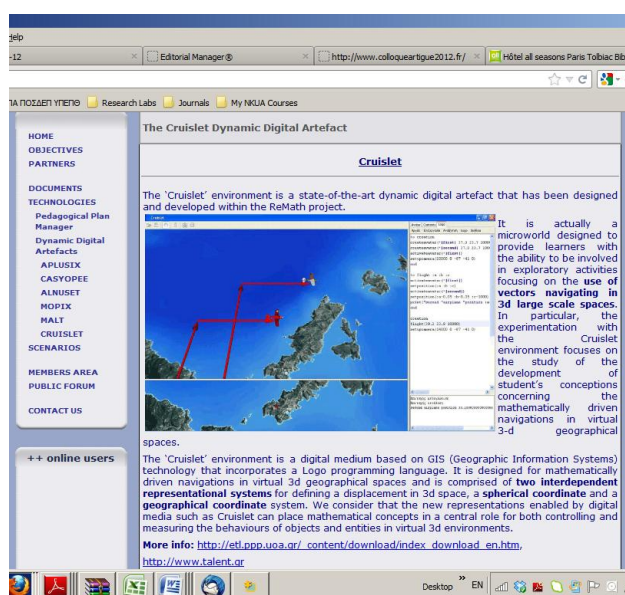 Help
-12
Editorial Manager®
http://www.colloqueartigue2012.fr/
Hôtel all seasons Paris Tolbiac Bib
ΠΑ ΠΟΣΔΕΠ ΥΠΕΠΘ
Research Labs
Journals
My NKUA Courses
HOME
OBJECTIVES
PARTNERS
DOCUMENTS
TECHNOLOGIES
Pedagogical Plan
Manager
Dynamic Digital
Artefacts
APLUSIX
CASYOPEE
ALNUSET
MOPIX
MALT
CRUISLET
SCENARIOS
MEMBERS AREA
PUBLIC FORUM
CONTACT US
++ online users
The Cruislet Dynamic Digital Artefact
Cruislet
The 'Cruislet' environment is a state-of-the-art dynamic digital artefact that has been designed
and developed within the ReMath project.
It is actually a
microworld designed to
provide learners with
the ability to be involved
in exploratory activities
focusing on the use of
vectors navigating in
3d large scale spaces.
In particular, the
experimentation with
the Cruislet
environment focuses on
the study of the
development of
student's conceptions
concerning the
mathematically driven
navigations in virtual
3-d geographical
spaces.
The 'Cruislet' environment is a digital medium based on GIS (Geographic Information Systems)
technology that incorporates a Logo programming language. It is designed for mathematically
driven navigations in virtual 3d geographical spaces and is comprised of two interdependent
representational systems for defining a displacement in 3d space, a spherical coordinate and a
geographical coordinate system. We consider that the new representations enabled by digital
media such as Cruislet can place mathematical concepts in a central role for both controlling and
measuring the behaviours of objects and entities in virtual 3d environments.
More info: http://etl.ppp.uoa.gr/_content/download/index_download_en.htm,
http://www.talent.gr
Desktop
EN